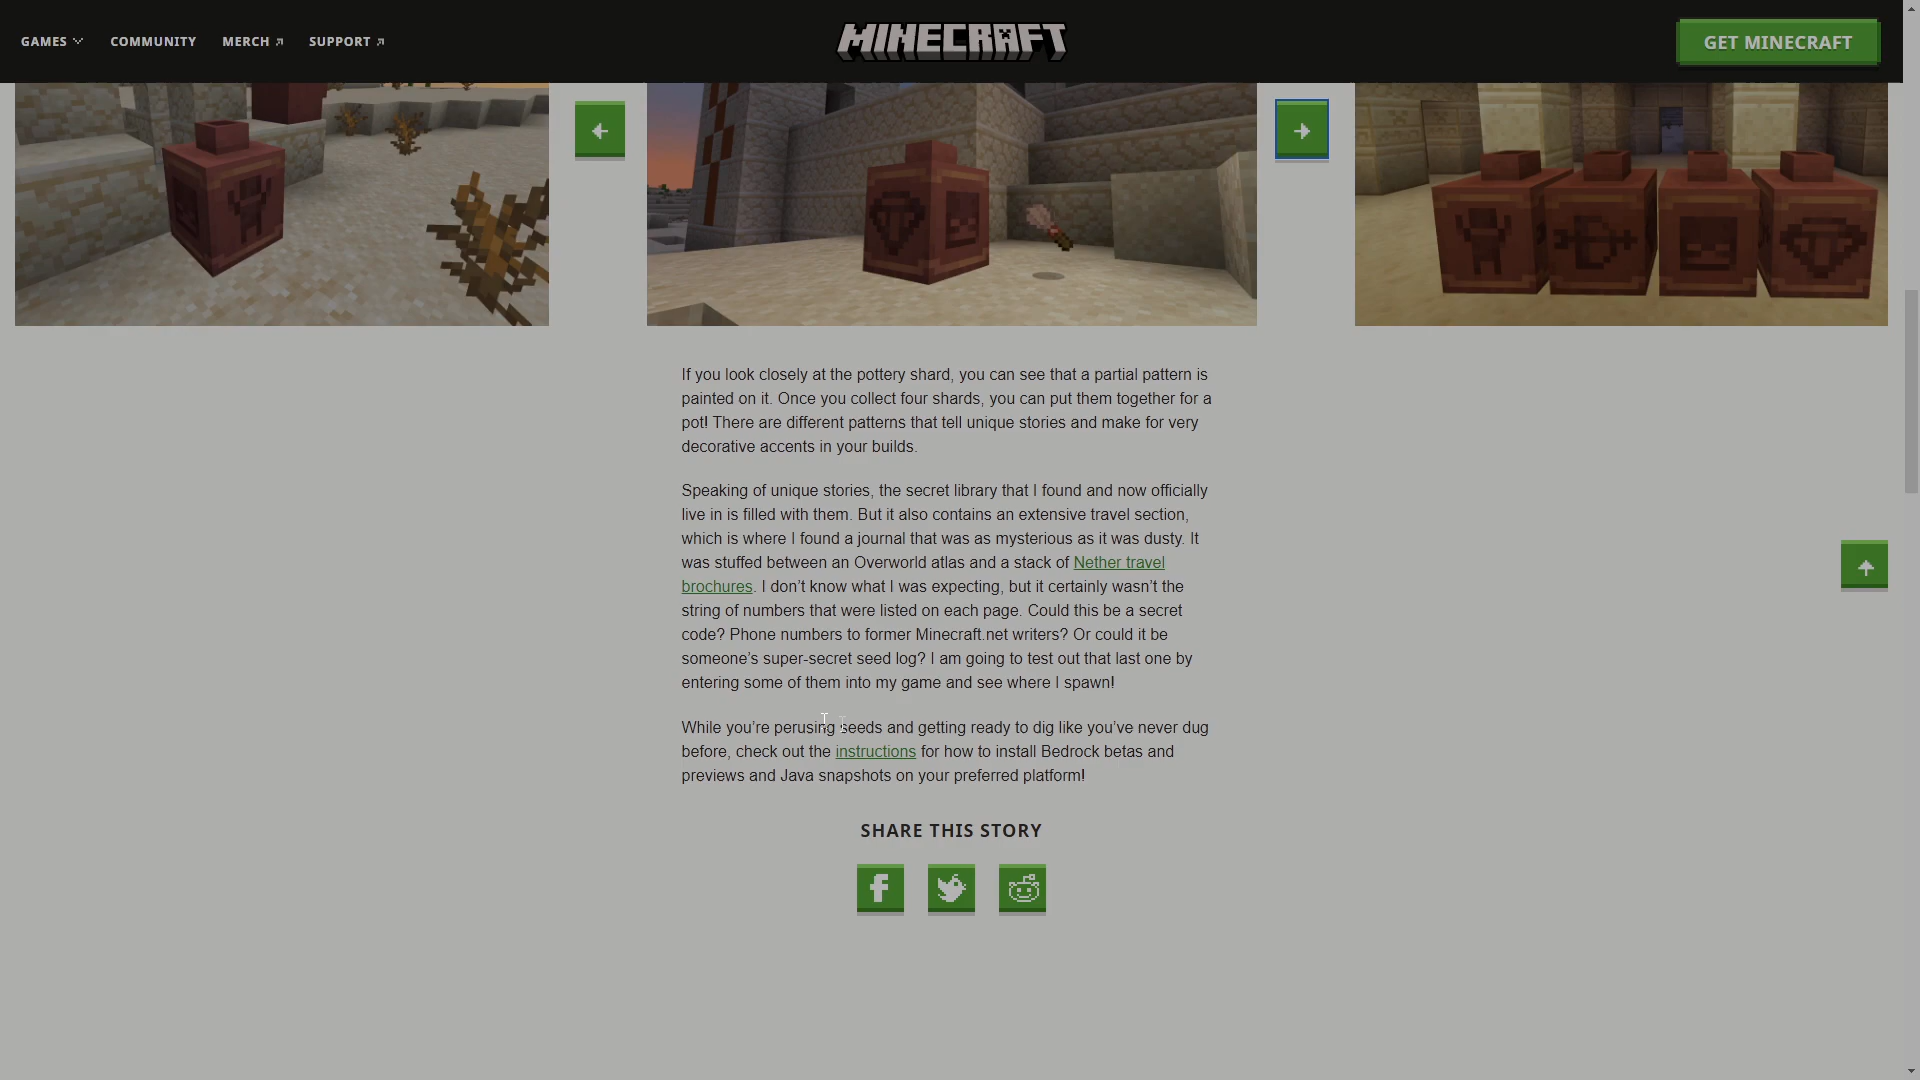 GAMES
COMMUNITY
MERCH
SUPPORT
MINECRAFT
GET MINECRAFT
If you look closely at the pottery shard, you can see that a partial pattern is
painted on it. Once you collect four shards, you can put them together for a
pot! There are different patterns that tell unique stories and make for very
decorative accents in your builds.
Speaking of unique stories, the secret library that I found and now officially
live in is filled with them. But it also contains an extensive travel section,
which is where I found a journal that was as mysterious as it was dusty. It
was stuffed between an Overworld atlas and a stack of Nether travel
brochures. I don’t know what I was expecting, but it certainly wasn’t the
string of numbers that were listed on each page. Could this be a secret
code? Phone numbers to former Minecraft.net writers? Or could it be
someone’s super-secret seed log? I am going to test out that last one by
entering some of them into my game and see where I spawn!
While you’re perusing seeds and getting ready to dig like you’ve never dug
before, check out the instructions for how to install Bedrock betas and
previews and Java snapshots on your preferred platform!
SHARE THIS STORY